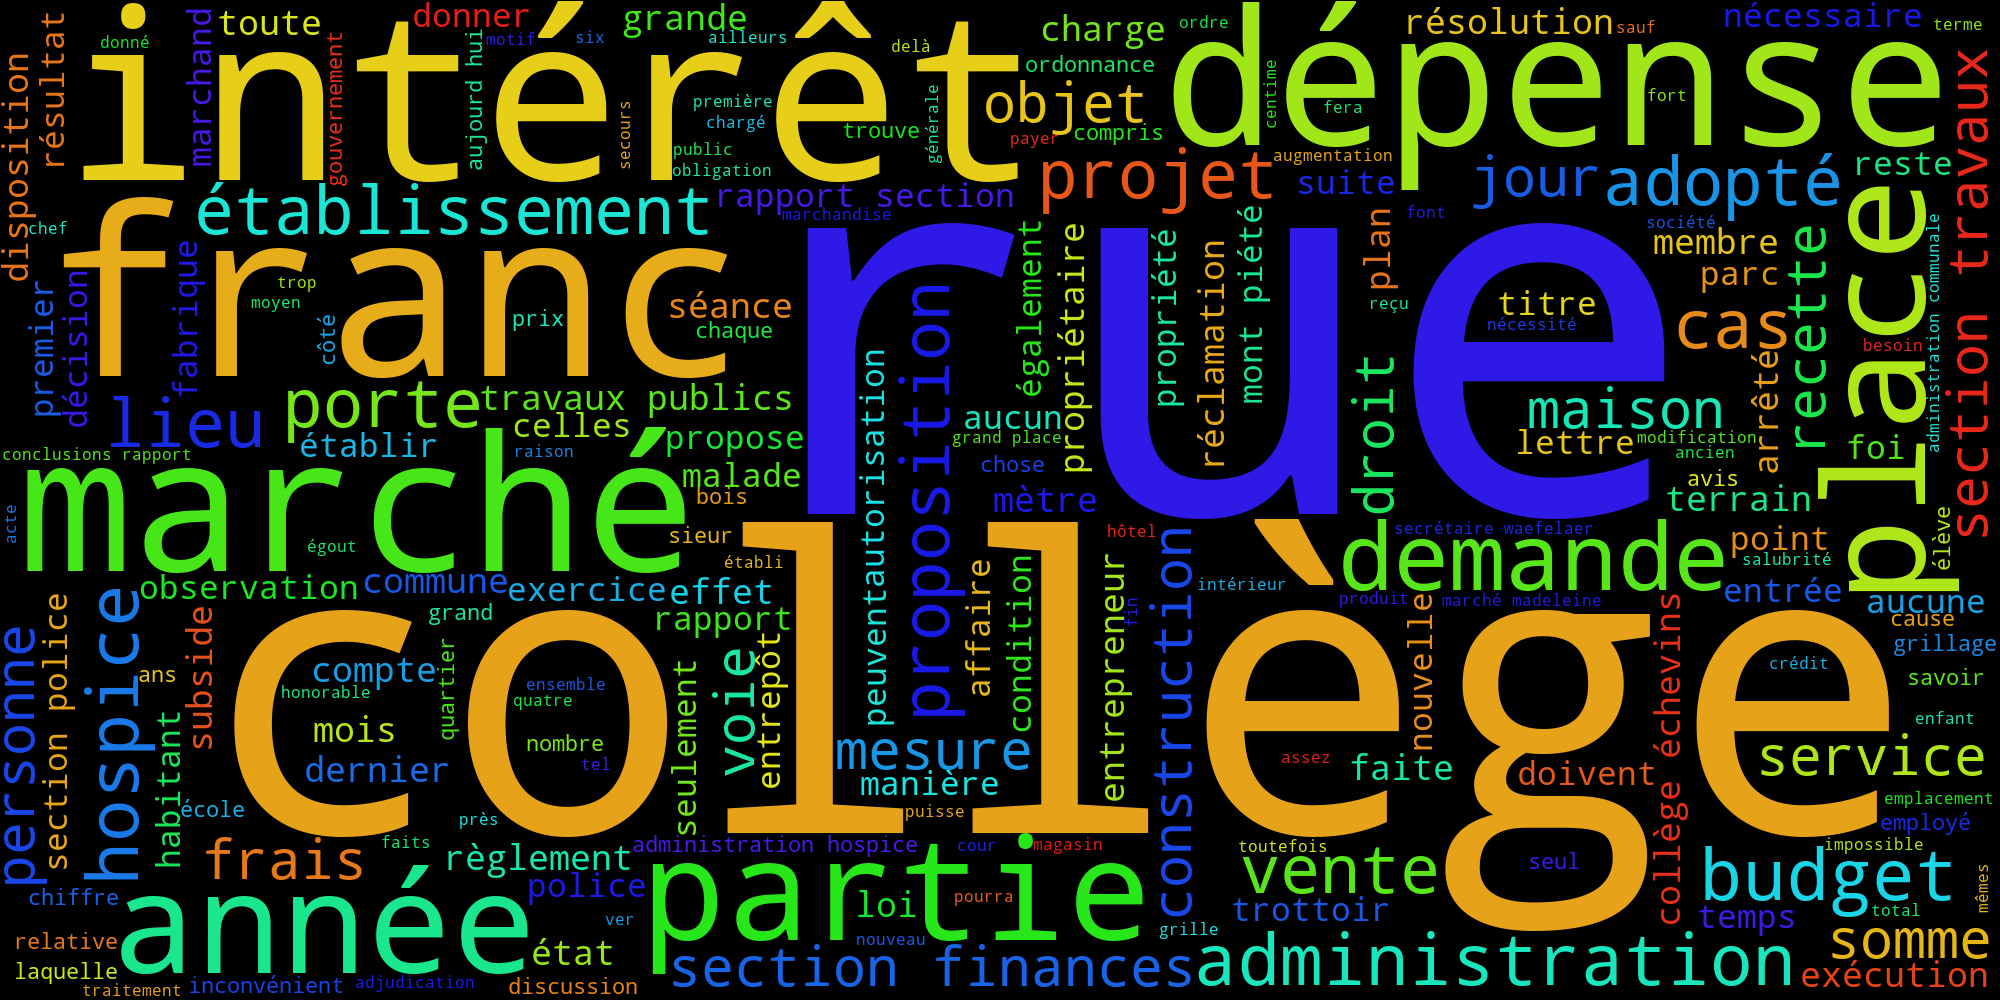 intérêt
dépense
franc
rue
collège
marché
place
partie
année
demande
administration
établissement
projet
objet
adopté
jour
cas
lieu
porte
maison
droit
recette
section travaux
proposition
construction
hospice
personne
voie
mesure
service
budget
vente
somme
exécution
section finances
frais
donner
grande
toute
marchand
résultat
disposition
donné
gouvernement
motif
six
ailleurs
delà
aujourd hui
secours
première
chargé
public
obligation
trouve
générale
charge
ordonnance
ordre
compris
payer
centime
fera
résolution
sauf
fort
nécessaire
terme
augmentation
suite
reste
rapport section
marchandise
chef
premier
décision
fabrique
trop
moyen
côté
prix
séance
chaque
travaux publics
établir
celles
raison
propose
malade
conclusions rapport
bois
acte
égout
sieur
établi
également
propriétaire
propriété
réclamation
mont piété
plan
reçu
font
société
membre
parc
titre
nécessité
besoin
administration communale
aucun
grand place
chose
mètre
peuventautorisation
lettre
modification
ancien
arrêté
avis
foi
terrain
hôtel
secrétaire waefelaer
point
salubrité
élève
observation
commune
exercice
effet
grand
rapport
affaire
condition
entrepreneur
fin
intérieur
produit
marché madeleine
nouvelle
entrée
aucune
cause
grillage
section police
ans
subside
habitant
compte
honorable
mois
dernier
quartier
ensemble
quatre
nombre
tel
seulement
entrepôt
manière
puisse
crédit
savoir
enfant
assez
faite
doivent
collège échevins
emplacement
employé
impossible
école
près
faits
règlement
administration hospice
cour
magasin
toutefois
seul
chiffre
police
ver
loi
pourra
nouveau
trottoir
grille
temps
total
mêmes
relative
laquelle
traitement
inconvénient
adjudication
état
discussion